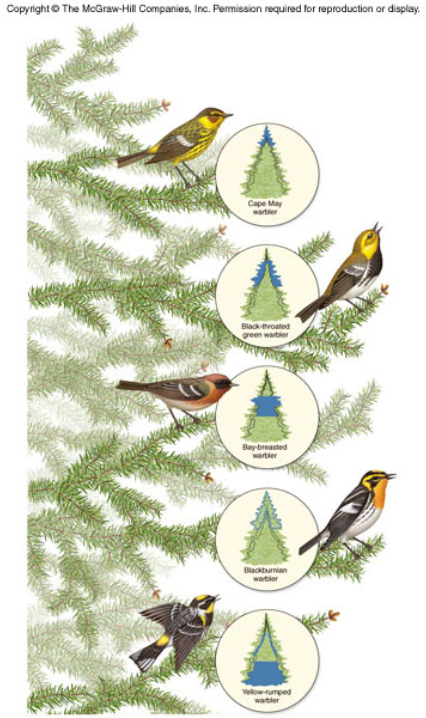 Copyright © The McGraw-Hill Companies, Inc. Permission required for reproduction or display.
Cape May
warbler
Black-throated
green warbler
Bay-breasted
warbler
Blackburnian
warbler
Yellow-rumped
warbler